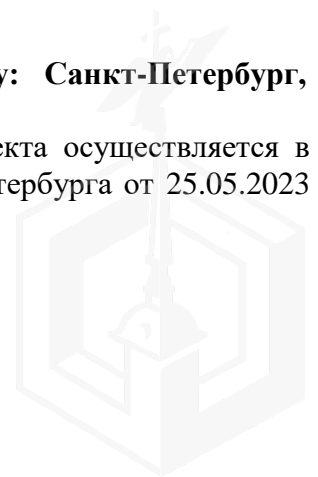 у: Санкт-Петербург,
екта осуществляется в
тербурга от 25.05.2023